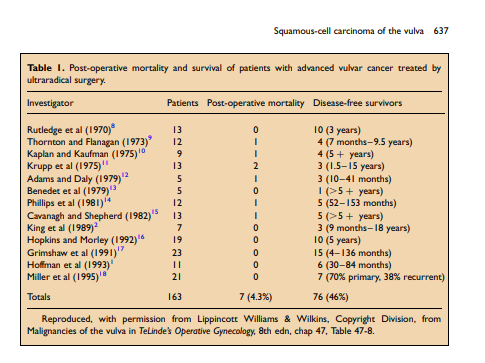 Squamous-cell carcinoma of the vulva 637
Table 1. Post-operative mortality and survival of patients with advanced vulvar cancer treated by
ultraradical surgery.
Investigator Patients Post-operative mortality Disease-free survivors
Rutledge et al (1970)8 13 0 10 (3 years)
Thornton and Flanagan (1973)9 12 1 4 (7 months–9.5 years)
Kaplan and Kaufman (1975)10 9 1 4 (5 + years)
Krupp et al (1975)11 13 2 3 (1.5–15 years)
Adams and Daly (1979)12 5 1 3 (10–41 months)
Benedet et al (1979)13 5 0 1 (>5 + years)
Phillips et al (1981)14 12 1 5 (52–153 months)
Cavanagh and Shepherd (1982)15 13 1 5 (>5 + years)
King et al (1989)2 7 0 3 (9 months–18 years)
Hopkins and Morley (1992)16 19 0 10 (5 years)
Grimshaw et al (1991)17 23 0 15 (4–136 months)
Hoffman et al (1993)1 11 0 6 (30–84 months)
Miller et al (1995)18 21 0 7 (70% primary, 38% recurrent)
Totals 163 7 (4.3%) 76 (46%)
Reproduced, with permission from Lippincott Williams & Wilkins, Copyright Division, from
Malignancies of the vulva in TeLinde's Operative Gynecology, 8th edn, chap 47, Table 47-8.